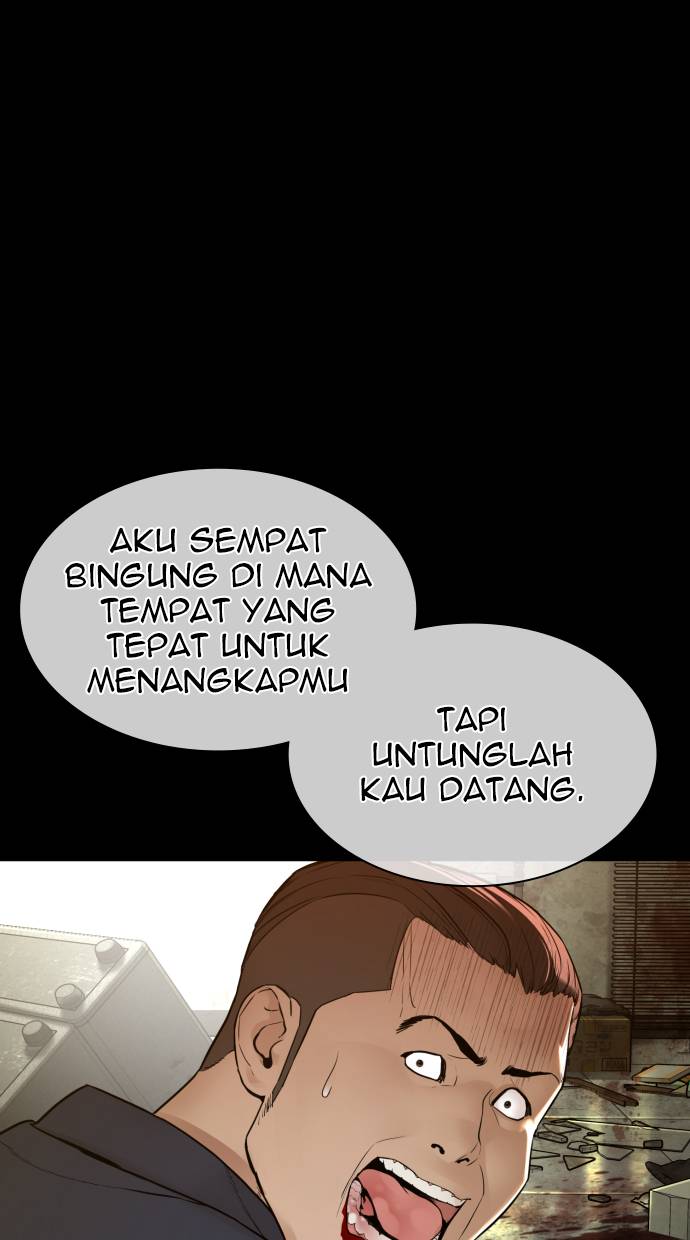 AKU SEMPAT
BINGUNG DI MANA
TEMPAT YANG
TEPAT UNTUK
MENANGKAPMU
TAPI
UNTUNGLAH
KAU DATANG.